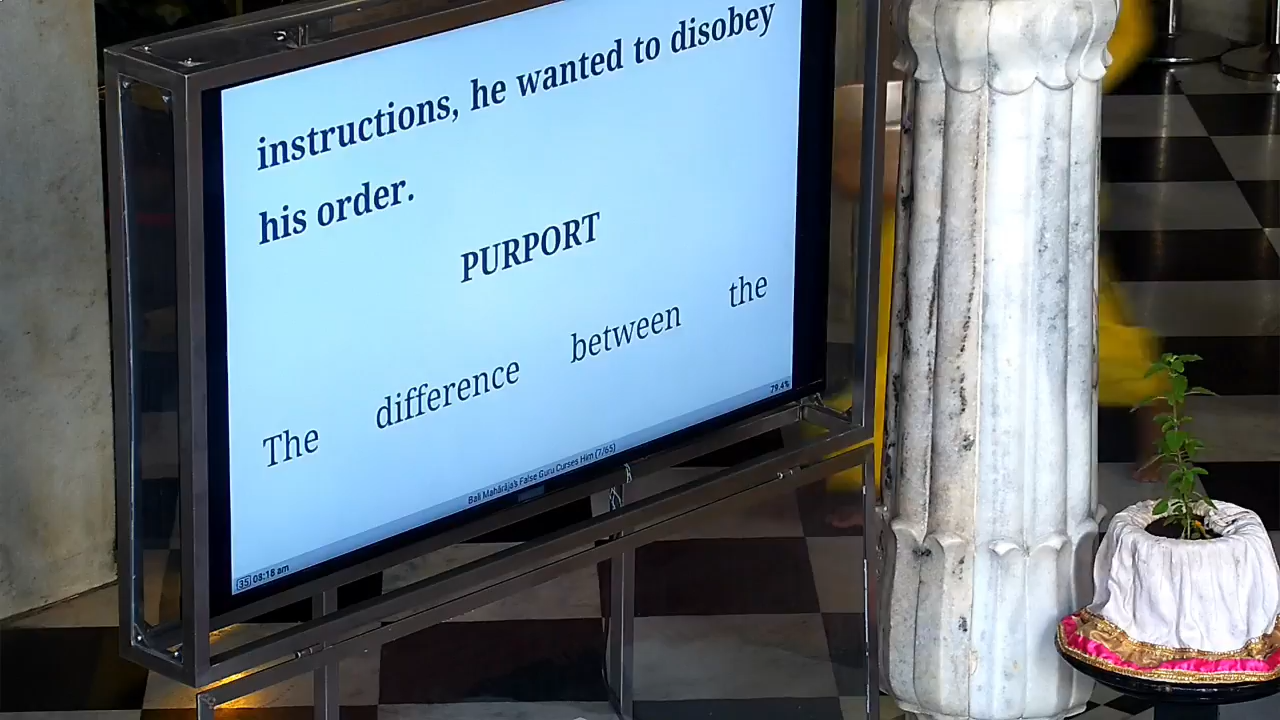 instructions, he wanted to disobey
his order.
PURPORT
The difference between the
Bali Mahārāja's False Guru Curses Him (7/65)
79.4%
(35) 08:18 am